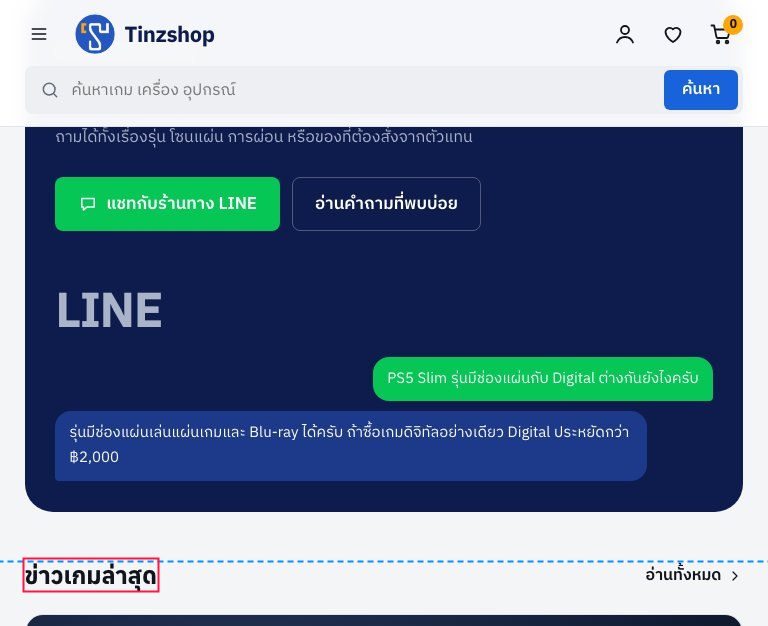 Tinzshop
0
ค้นหาเกม เครื่อง อุปกรณ์
ค้นหา
ถามได้ทั้งเรื่องรุ่น โซนแผ่น การผ่อน หรือของที่ต้องสั่งจากตัวแทน
แชทกับร้านทาง LINE
อ่านคำถามที่พบบ่อย
LINE
PS5 Slim รุ่นมีช่องแผ่นกับ Digital ต่างกันยังไงครับ
รุ่นมีช่องแผ่นเล่นแผ่นเกมและ Blu-ray ได้ครับ ถ้าซื้อเกมดิจิทัลอย่างเดียว Digital ประหยัดกว่า
฿2,000
ข่าวเกมล่าสุด
อ่านทั้งหมด